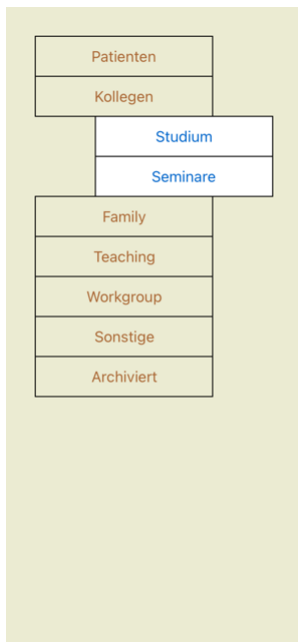 Patienten
Kollegen
Studium
Seminare
Family
Teaching
Workgroup
Sonstige
Archiviert